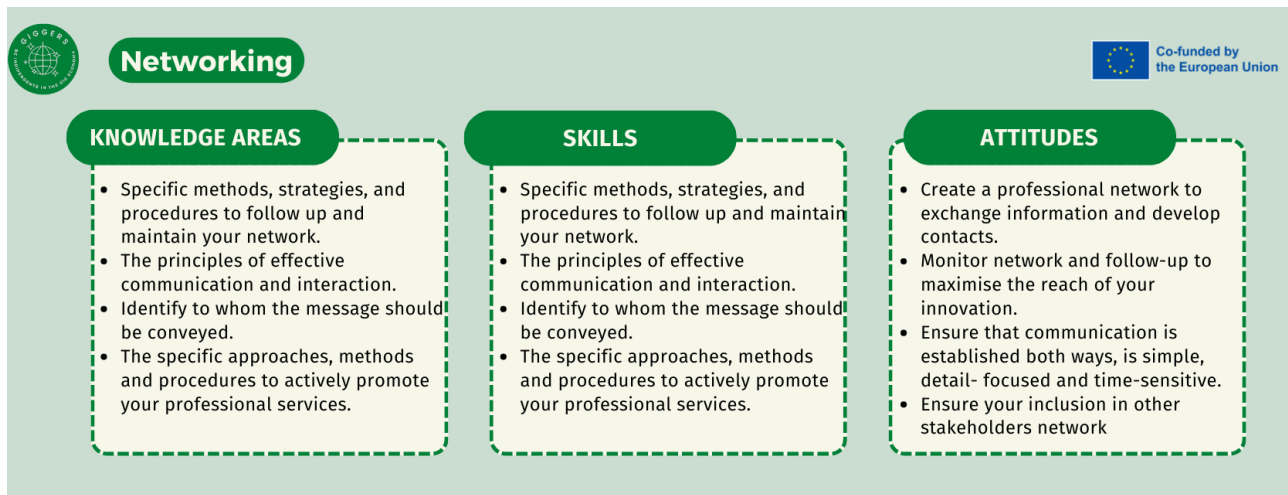 GIGGERS
BE INDEPENDENTS IN THE GIG ECONOMY
Networking
Co-funded by
the European Union
KNOWLEDGE AREAS
• Specific methods, strategies, and
procedures to follow up and
maintain your network.
• The principles of effective
communication and interaction.
• Identify to whom the message should
be conveyed.
• The specific approaches, methods
and procedures to actively promote
your professional services.
SKILLS
• Specific methods, strategies, and
procedures to follow up and maintain
your network.
• The principles of effective
communication and interaction.
• Identify to whom the message should
be conveyed.
• The specific approaches, methods
and procedures to actively promote
your professional services.
ATTITUDES
• Create a professional network to
exchange information and develop
contacts.
• Monitor network and follow-up to
maximise the reach of your
innovation.
• Ensure that communication is
established both ways, is simple,
detail- focused and time-sensitive.
• Ensure your inclusion in other
stakeholders network